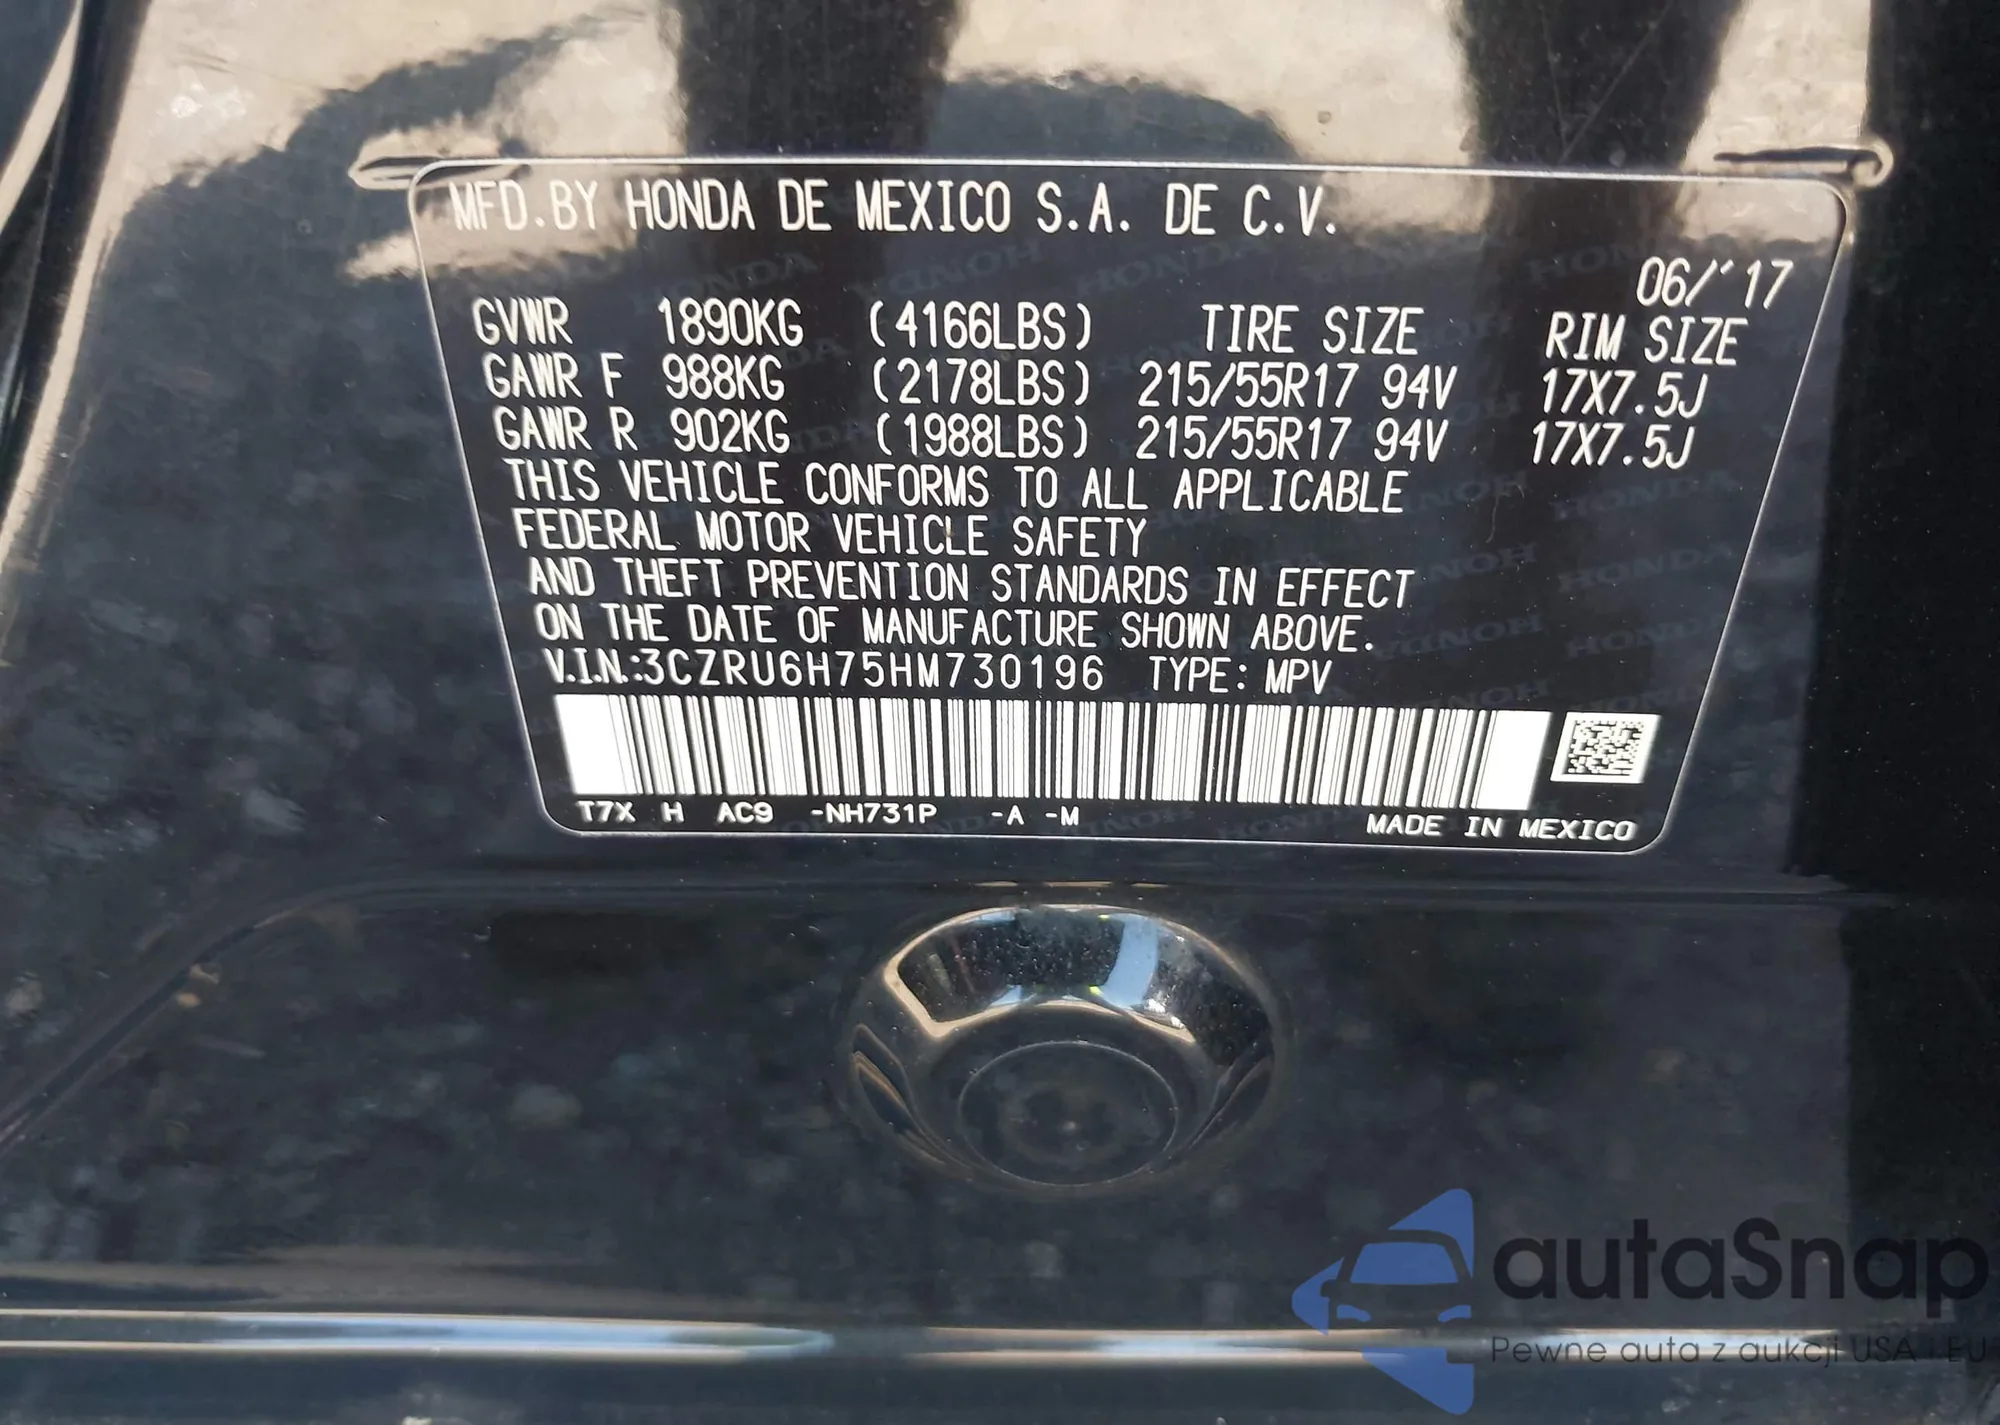 MFD.BY HONDA DE MEXICO S.A. DE C.V.
06/'17
GVWR 1890KG (4166LBS) TIRE SIZE RIM SIZE
GAWR F 988KG (2178LBS) 215/55R17 94V 17X7.5J
GAWR R 902KG (1988LBS) 215/55R17 94V 17X7.5J
THIS VEHICLE CONFORMS TO ALL APPLICABLE
FEDERAL MOTOR VEHICLE SAFETY
AND THEFT PREVENTION STANDARDS IN EFFECT
ON THE DATE OF MANUFACTURE SHOWN ABOVE.
V.I.N.:3CZRU6H75HM730196 TYPE: MPV
T7X H AC9 -NH731P -A -M
MADE IN MEXICO
autaSnap
Pewne auta z aukcji USA i EU